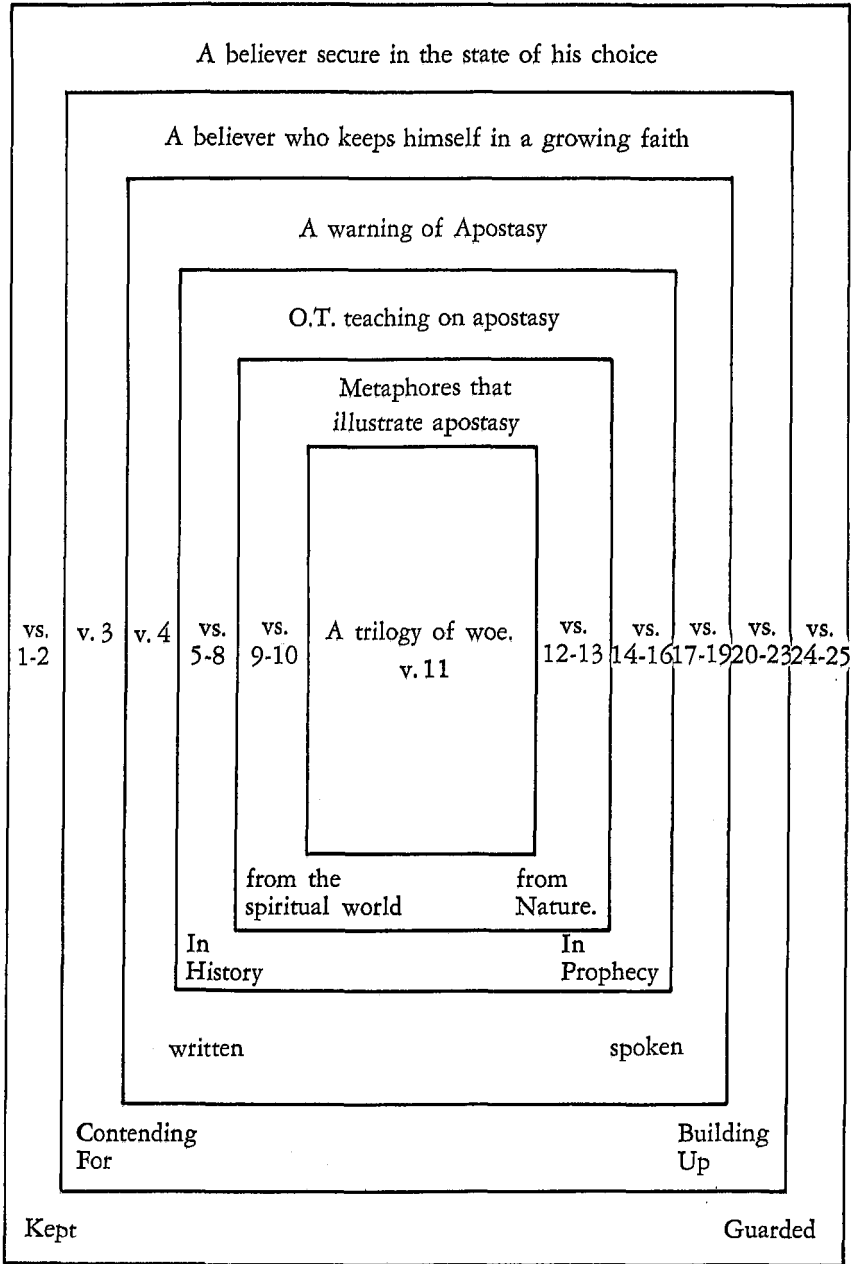 A believer secure in the state of his choice
A believer who keeps himself in a growing faith
A warning of Apostasy
O.T. teaching on apostasy
Metaphores that
illustrate apostasy
vs.
1-2
v. 3
v. 4
vs.
5-8
vs.
9-10
A trilogy of woe.
v. 11
vs.
12-13
vs.
14-16
vs.
17-19
vs.
20-23
vs.
24-25
from the
spiritual world
from
Nature.
In
History
In
Prophecy
written
spoken
Contending
For
Building
Up
Kept
Guarded